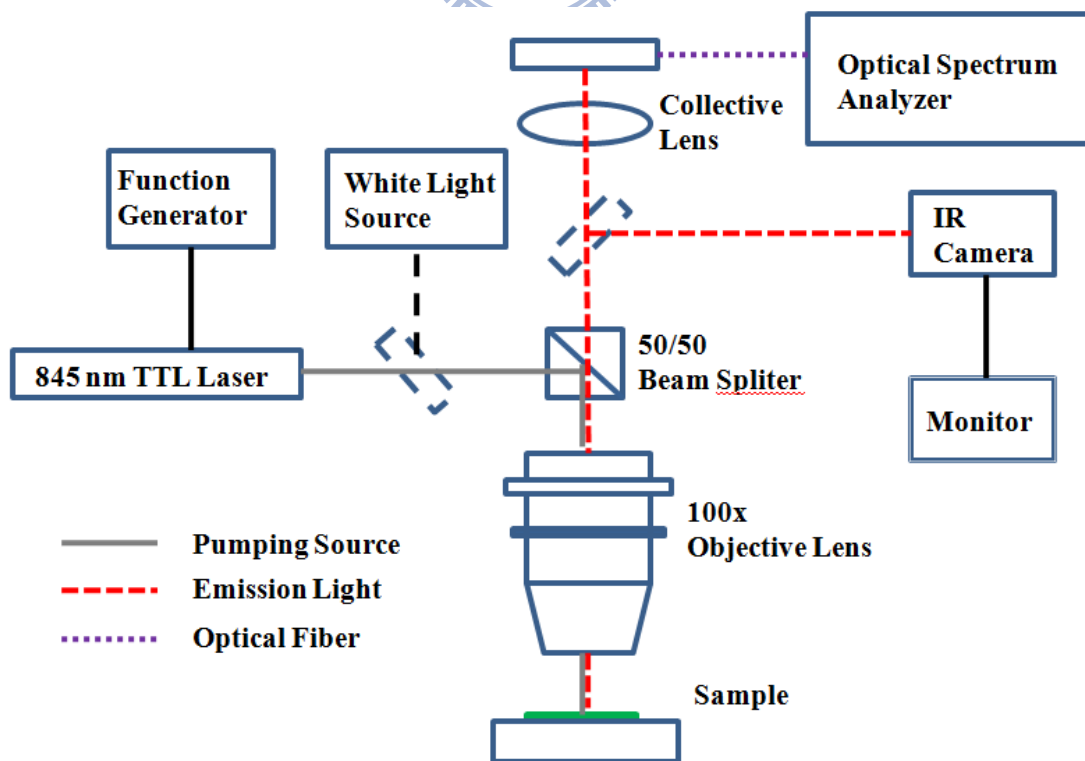 Optical Spectrum
Analyzer
Collective
Lens
Function
Generator
White Light
Source
IR
Camera
845 nm TTL Laser
50/50
Beam Spliter
Monitor
100x
Objective Lens
Pumping Source
Emission Light
Optical Fiber
Sample